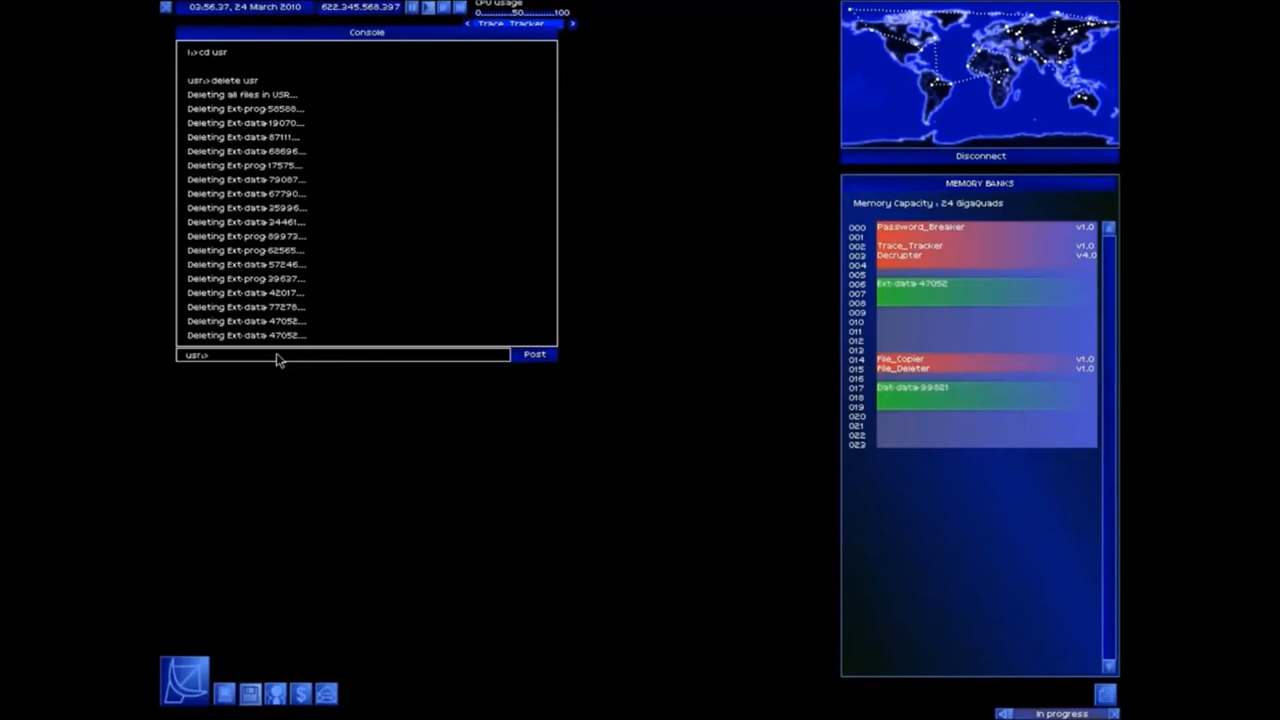 03:56.37, 24 March 2010
622.345.568.397
CPU usage
0.........50.........100
< Trace_Tracker >
Console
cd usr
usr:> delete usr
Deleting all files in USR...
Deleting Ext-prog-58588...
Deleting Ext-data-19070...
Deleting Ext-data-87111...
Deleting Ext-data-68696...
Deleting Ext-prog-17575...
Deleting Ext-data-79087...
Deleting Ext-data-67790...
Deleting Ext-data-35996...
Deleting Ext-data-34461...
Deleting Ext-prog-89973...
Deleting Ext-prog-62565...
Deleting Ext-data-57246...
Deleting Ext-prog-39637...
Deleting Ext-data-42017...
Deleting Ext-data-77278...
Deleting Ext-data-47052...
Deleting Ext-data-47052...
usr:>
Post
Disconnect
MEMORY BANKS
Memory Capacity : 24 GigaQuads
000 Password_Breaker v1.0
001
002 Trace_Tracker v1.0
003 Decrypter v4.0
004
005
006 Ext-data-47052
007
008
009
010
011
012
013
014 File_Copier v1.0
015 File_Deleter v1.0
016
017 Dat-data-99821
018
019
020
021
022
023
$
In progress